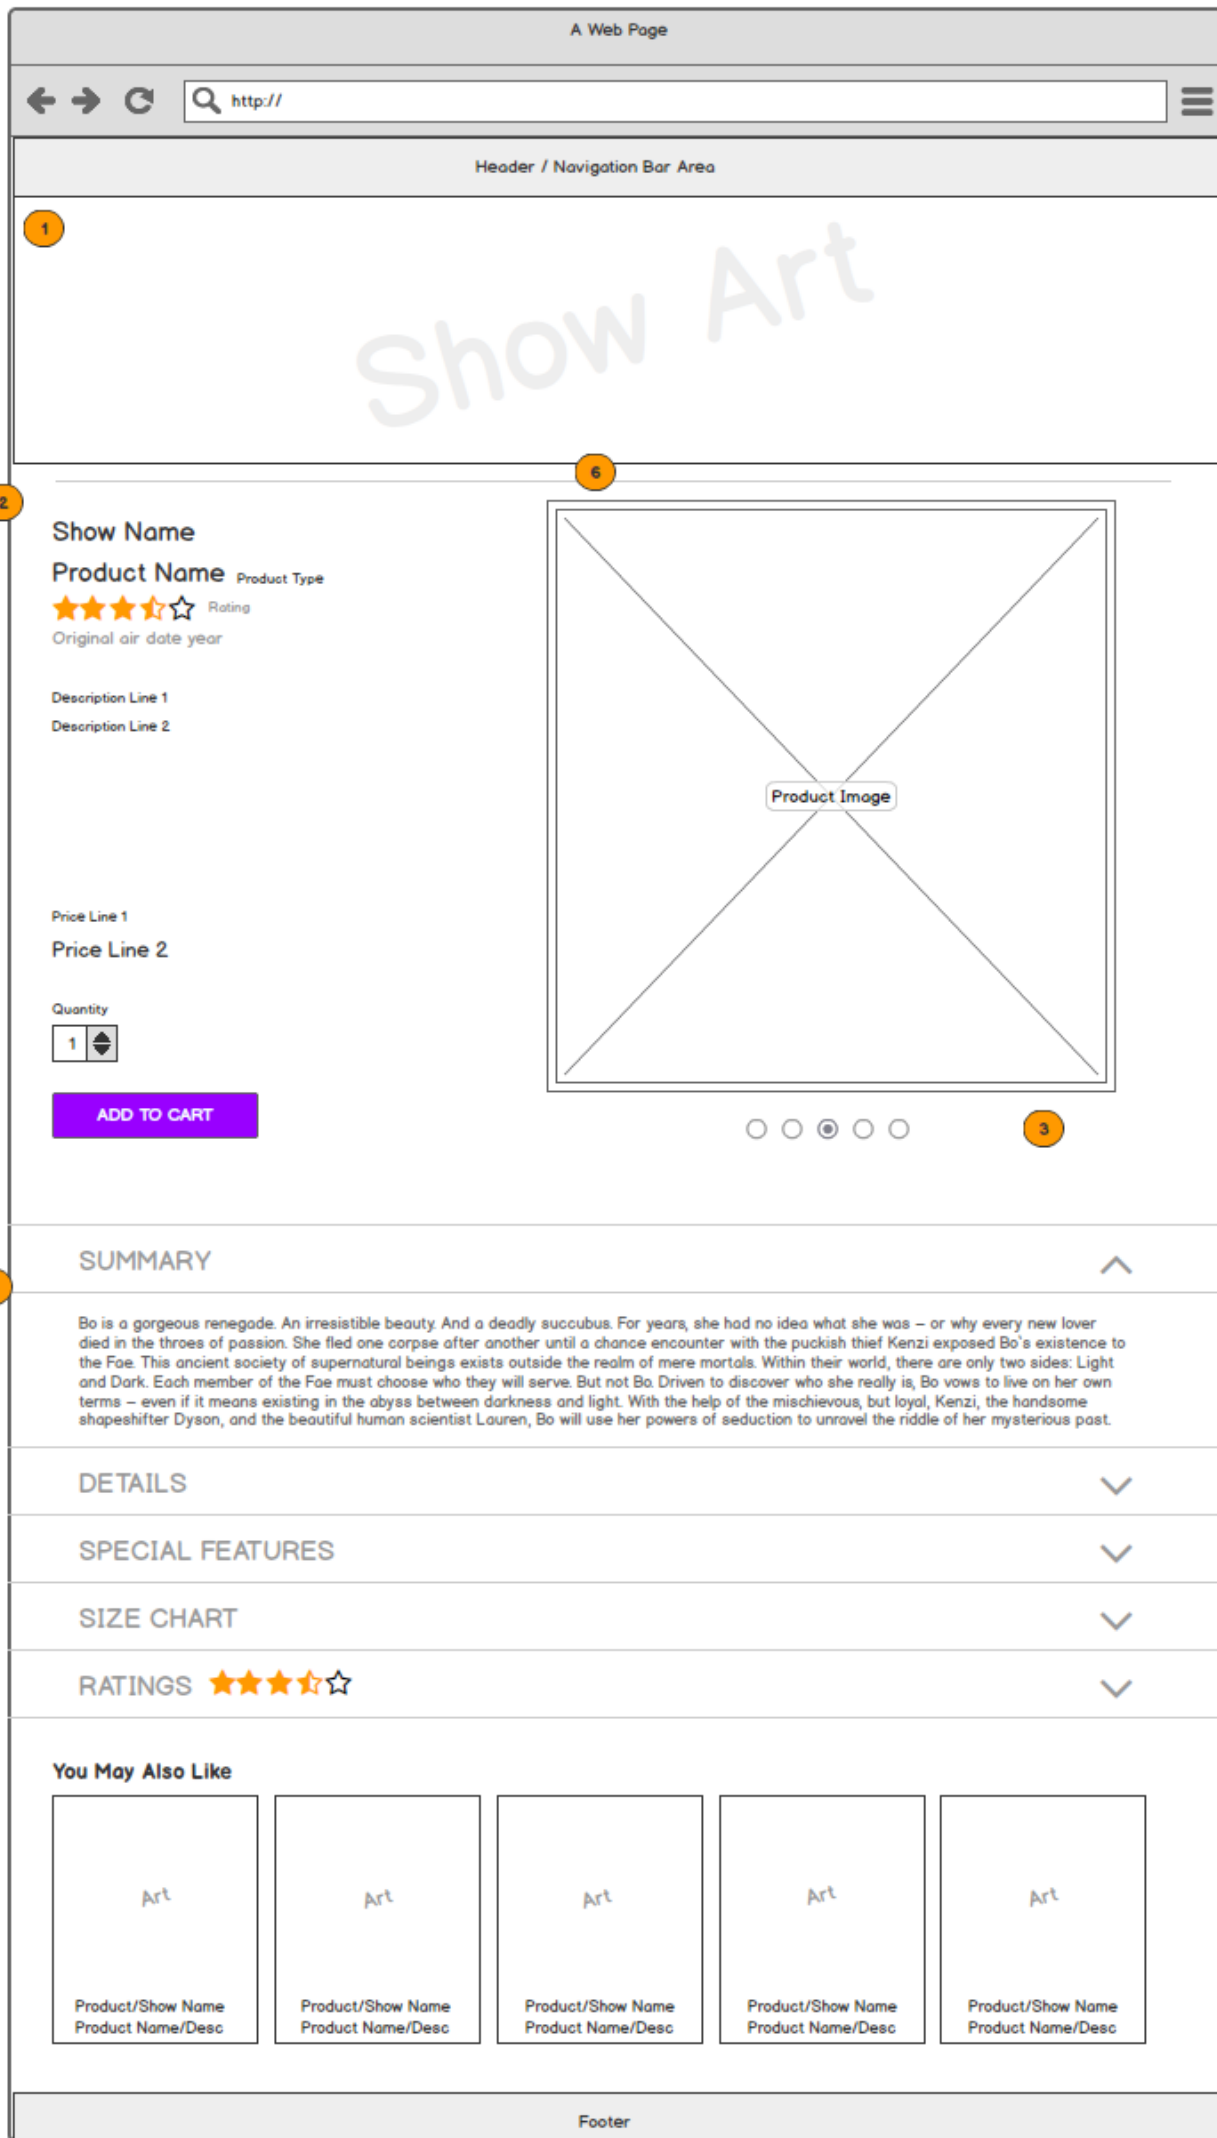 A Web Page
http://
Header / Navigation Bar Area
1
Show Art
6
2
Show Name
Product Name Product Type
Rating
Original air date year
Description Line 1
Description Line 2
Product Image
Price Line 1
Price Line 2
Quantity
1
ADD TO CART
3
SUMMARY
Bo is a gorgeous renegade. An irresistible beauty. And a deadly succubus. For years, she had no idea what she was – or why every new lover
died in the throes of passion. She fled one corpse after another until a chance encounter with the puckish thief Kenzi exposed Bo's existence to
the Fae. This ancient society of supernatural beings exists outside the realm of mere mortals. Within their world, there are only two sides: Light
and Dark. Each member of the Fae must choose who they will serve. But not Bo. Driven to discover who she really is, Bo vows to live on her own
terms – even if it means existing in the abyss between darkness and light. With the help of the mischievous, but loyal, Kenzi, the handsome
shapeshifter Dyson, and the beautiful human scientist Lauren, Bo will use her powers of seduction to unravel the riddle of her mysterious past.
DETAILS
SPECIAL FEATURES
SIZE CHART
RATINGS
You May Also Like
Art Art Art Art Art
Product/Show Name Product/Show Name Product/Show Name Product/Show Name Product/Show Name
Product Name/Desc Product Name/Desc Product Name/Desc Product Name/Desc Product Name/Desc
Footer